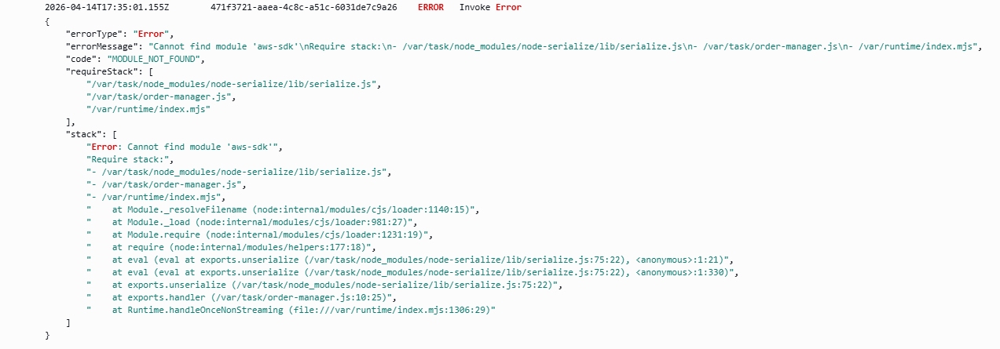 2026-04-14T17:35:01.155Z 471f3721-aaea-4c8c-a51c-6031de7c9a26 ERROR Invoke Error
{
"errorType": "Error",
"errorMessage": "Cannot find module 'aws-sdk'\nRequire stack:\n- /var/task/node_modules/node-serialize/lib/serialize.js\n- /var/task/order-manager.js\n- /var/runtime/index.mjs",
"code": "MODULE_NOT_FOUND",
"requireStack": [
"/var/task/node_modules/node-serialize/lib/serialize.js",
"/var/task/order-manager.js",
"/var/runtime/index.mjs"
],
"stack": [
"Error: Cannot find module 'aws-sdk'",
"Require stack:",
"- /var/task/node_modules/node-serialize/lib/serialize.js",
"- /var/task/order-manager.js",
"- /var/runtime/index.mjs",
"    at Module._resolveFilename (node:internal/modules/cjs/loader:1140:15)",
"    at Module._load (node:internal/modules/cjs/loader:981:27)",
"    at Module.require (node:internal/modules/cjs/loader:1231:19)",
"    at require (node:internal/modules/helpers:177:18)",
"    at eval (eval at exports.unserialize (/var/task/node_modules/node-serialize/lib/serialize.js:75:22), <anonymous>:1:21)",
"    at eval (eval at exports.unserialize (/var/task/node_modules/node-serialize/lib/serialize.js:75:22), <anonymous>:1:330)",
"    at exports.unserialize (/var/task/node_modules/node-serialize/lib/serialize.js:75:22)",
"    at exports.handler (/var/task/order-manager.js:10:25)",
"    at Runtime.handleOnceNonStreaming (file:///var/runtime/index.mjs:1306:29)"
]
}